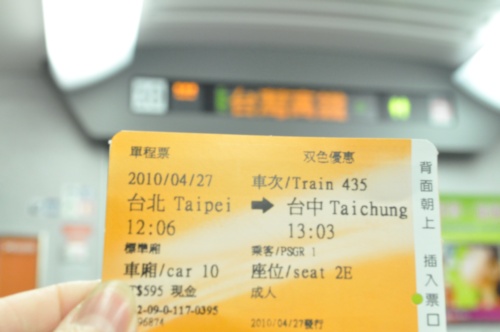 台灣高鐵
單程票 双色優惠
2010/04/27 車次/Train 435
台北 Taipei → 台中 Taichung
12:06 13:03
標準廂 乘客/PSGR 1
車廂/car 10 座位/seat 2E
T$595 現金 成人
2-09-0-117-0395
96874 2010/04/27發行
背面朝上 插入票口